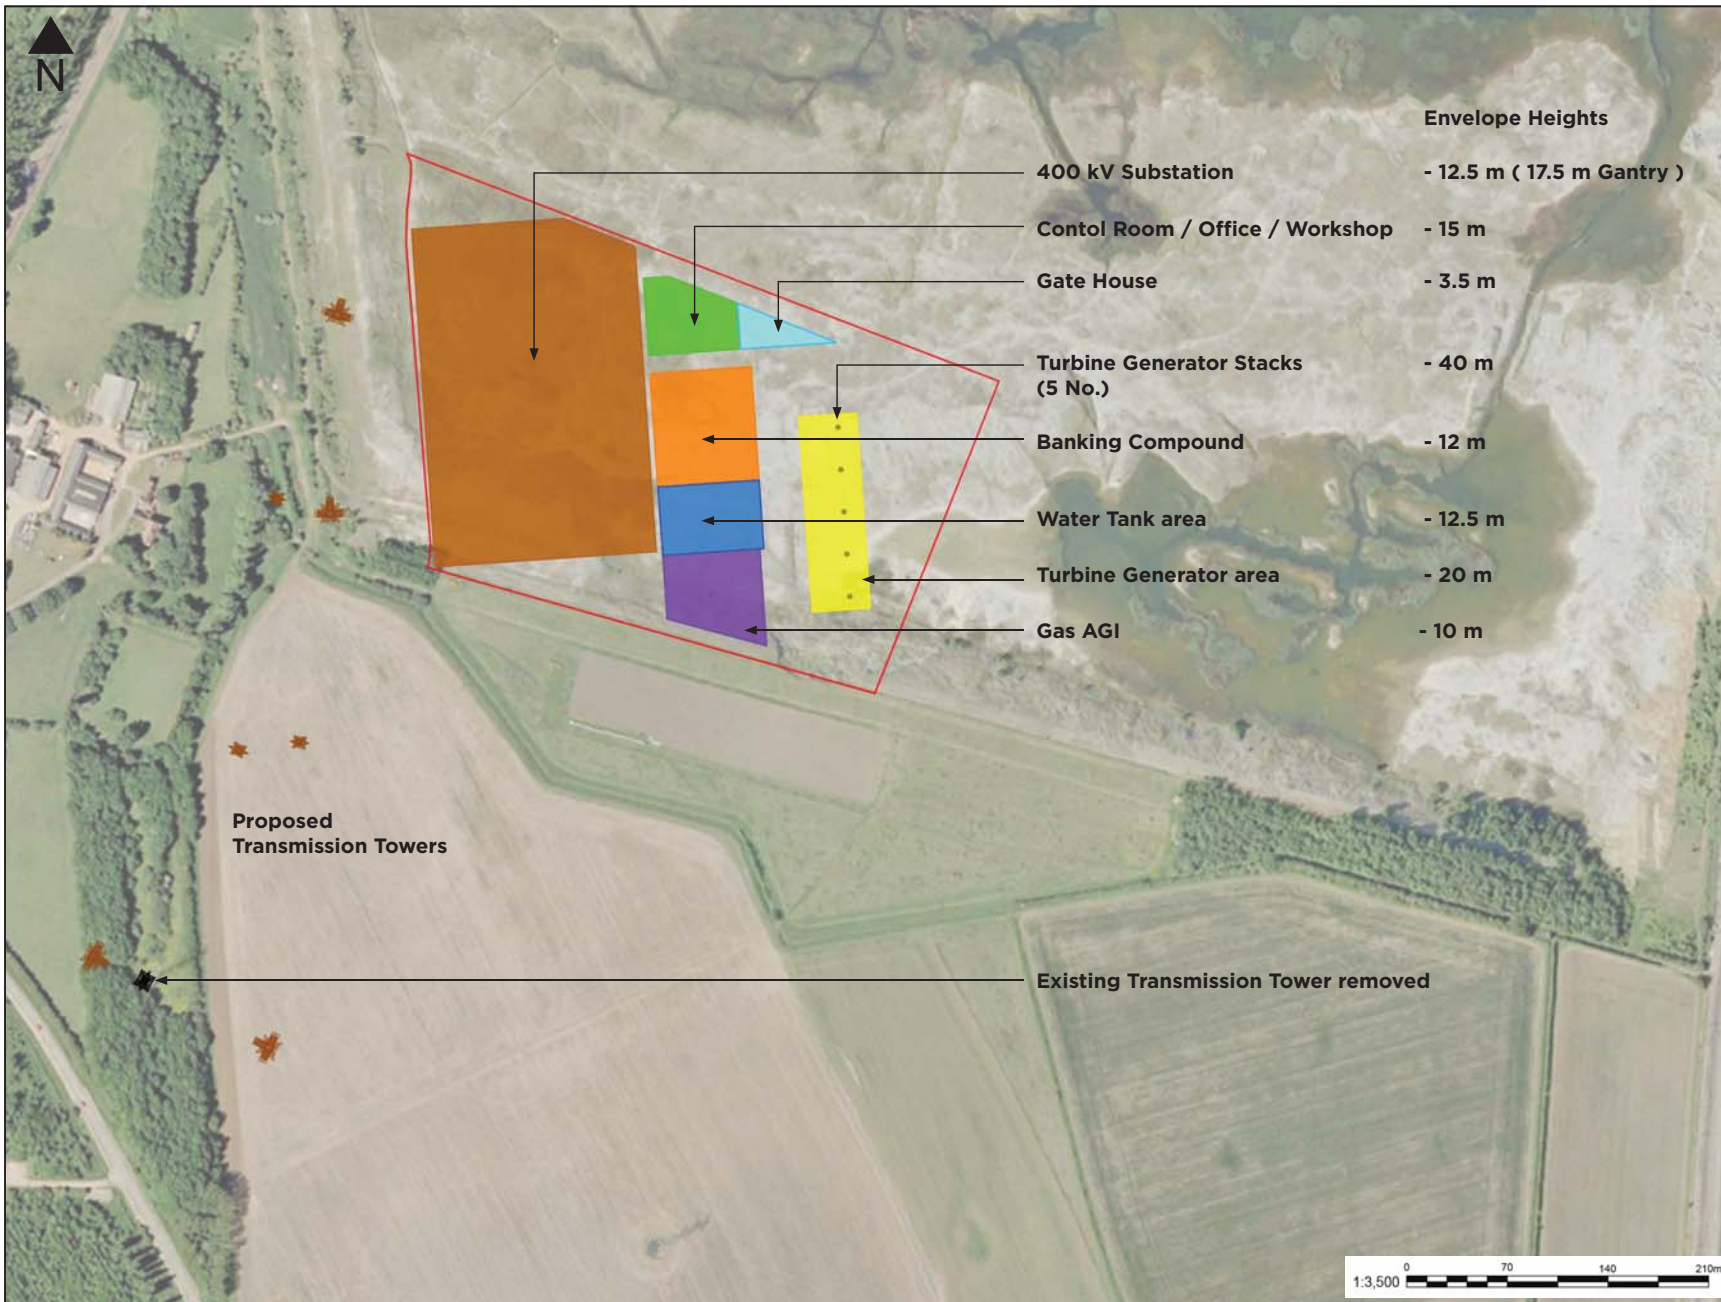 N
Envelope Heights
400 kV Substation - 12.5 m ( 17.5 m Gantry )
Contol Room / Office / Workshop - 15 m
Gate House - 3.5 m
Turbine Generator Stacks - 40 m
(5 No.)
Banking Compound - 12 m
Water Tank area - 12.5 m
Turbine Generator area - 20 m
Gas AGI - 10 m
Proposed
Transmission Towers
Existing Transmission Tower removed
0 70 140 210m
1:3,500